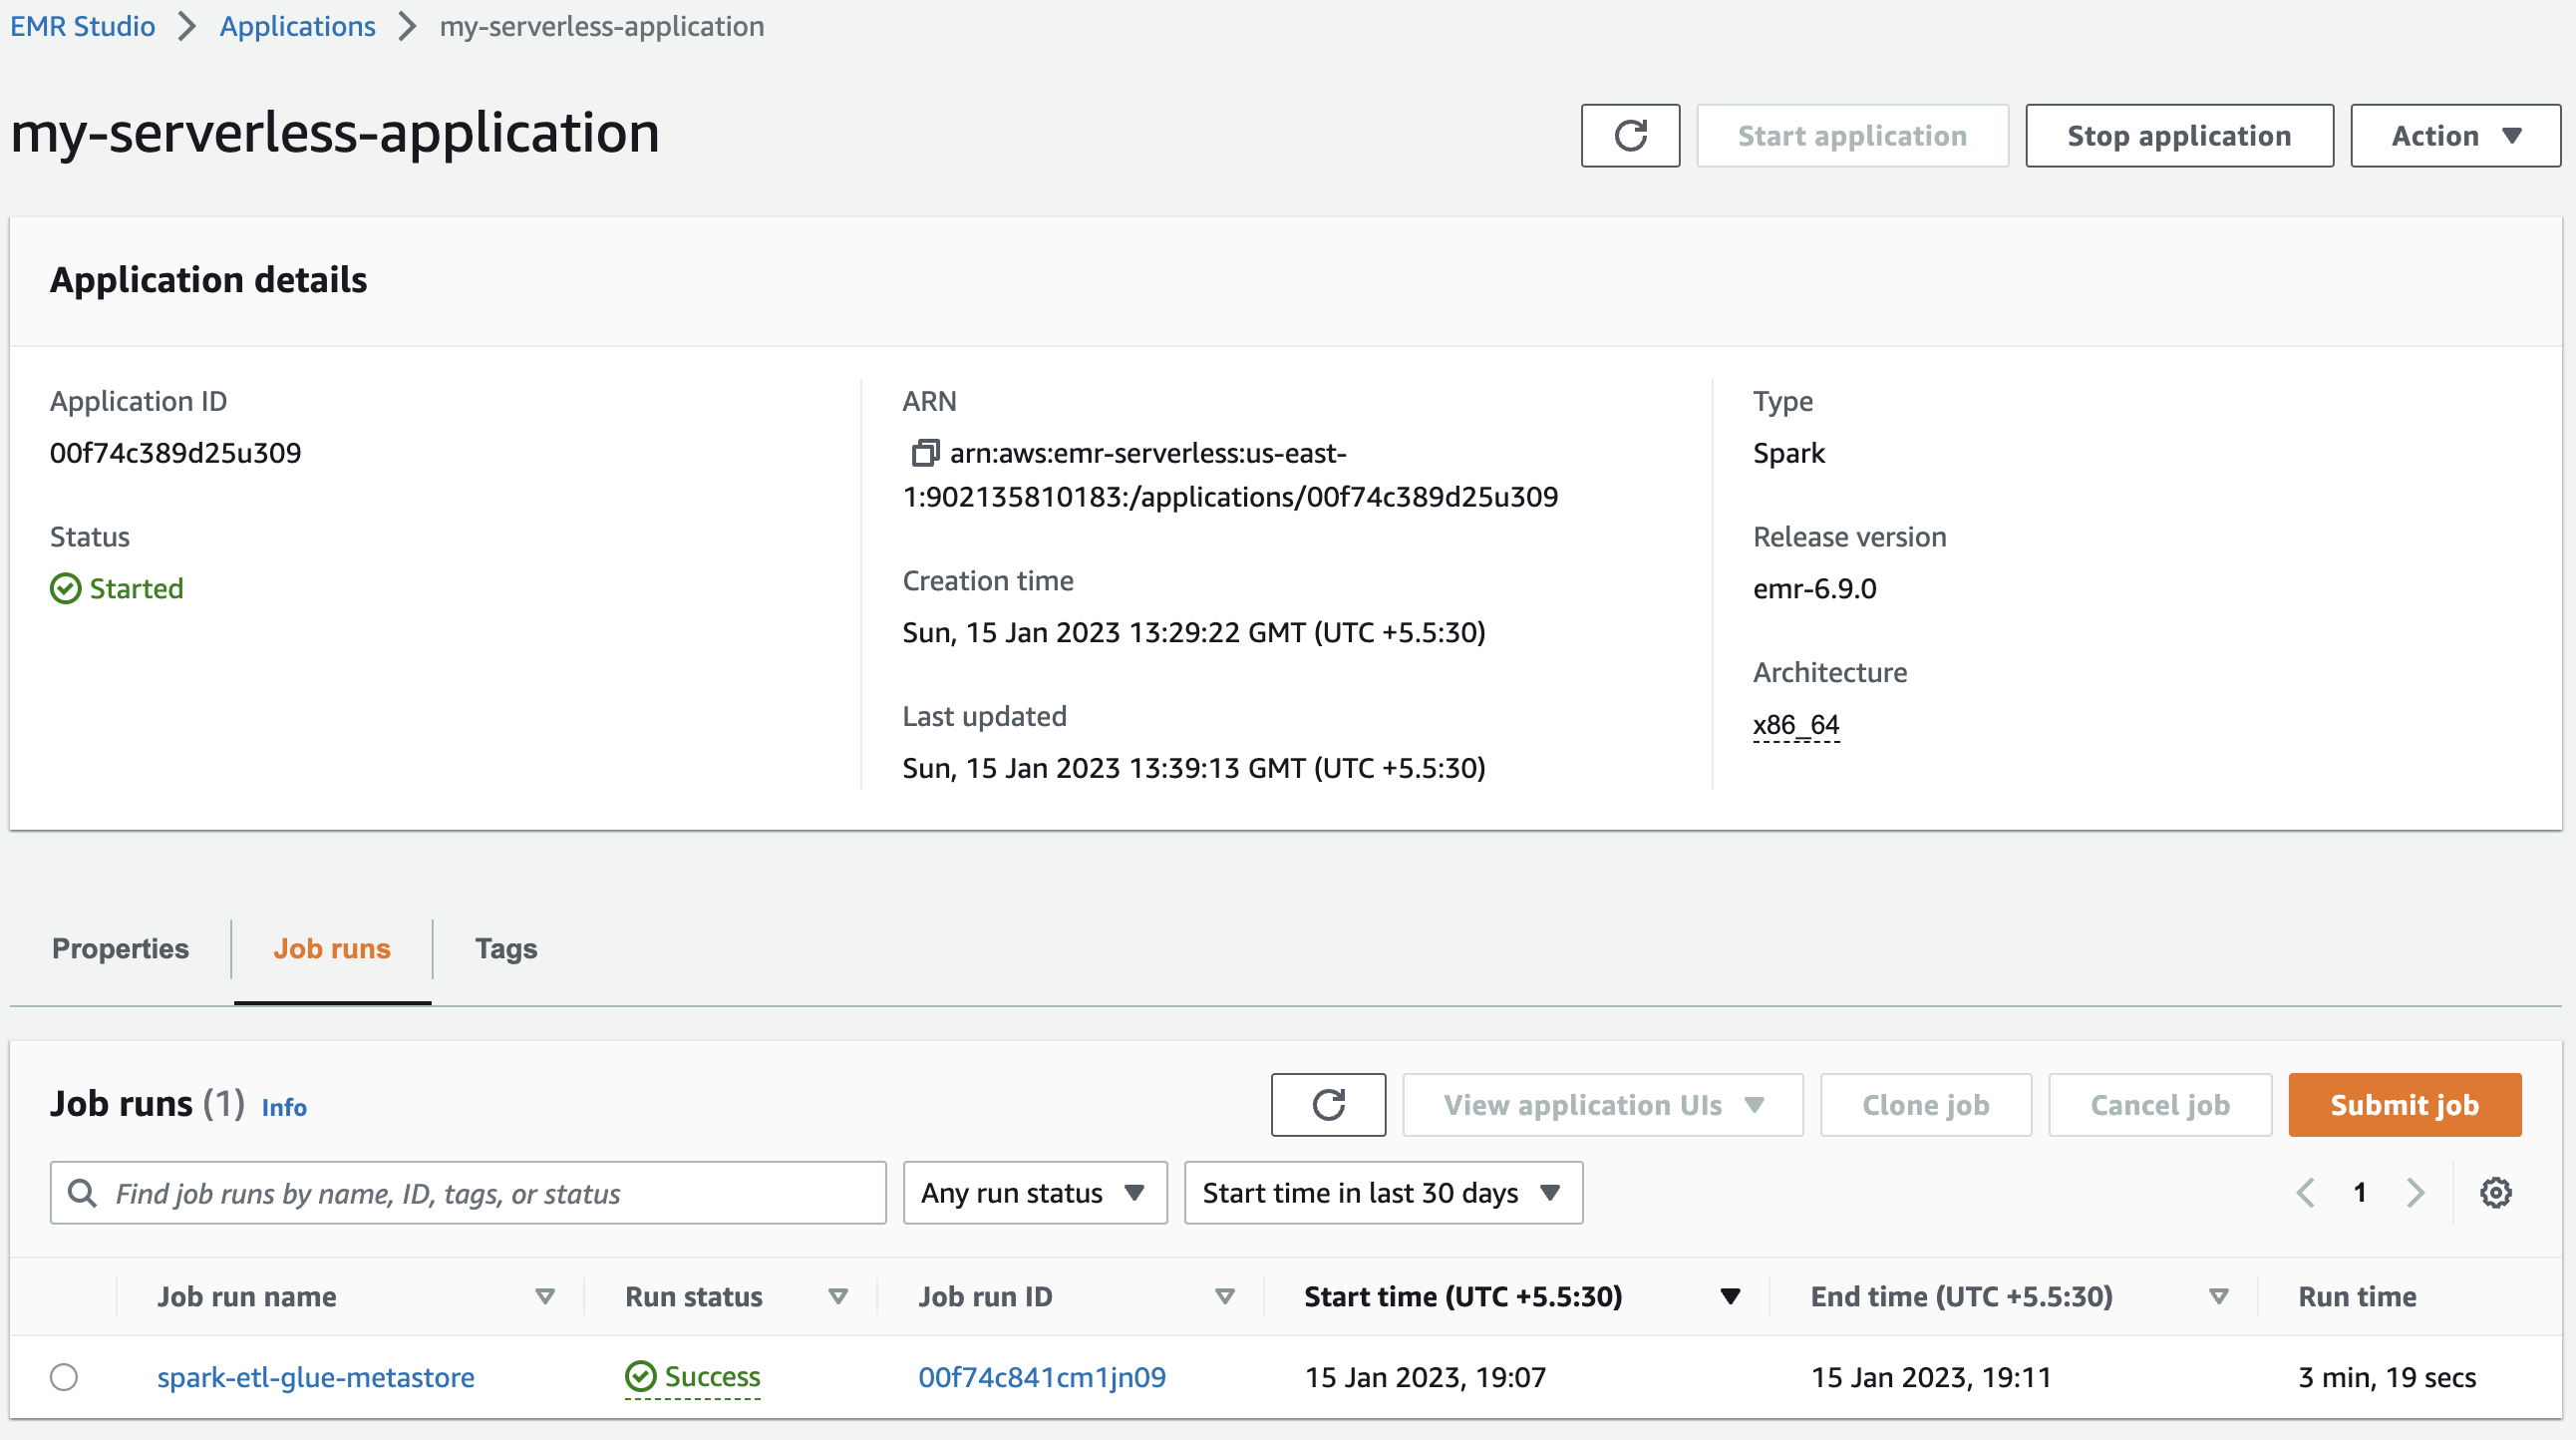 EMR Studio > Applications > my-serverless-application
my-serverless-application
Start application
Stop application
Action
Application details
Application ID
00f74c389d25u309
Status
Started
ARN
arn:aws:emr-serverless:us-east-
1:902135810183:/applications/00f74c389d25u309
Creation time
Sun, 15 Jan 2023 13:29:22 GMT (UTC +5.5:30)
Last updated
Sun, 15 Jan 2023 13:39:13 GMT (UTC +5.5:30)
Type
Spark
Release version
emr-6.9.0
Architecture
x86_64
Properties
Job runs
Tags
Job runs (1) Info
View application UIs
Clone job
Cancel job
Submit job
Find job runs by name, ID, tags, or status
Any run status
Start time in last 30 days
1
Job run name
Run status
Job run ID
Start time (UTC +5.5:30)
End time (UTC +5.5:30)
Run time
spark-etl-glue-metastore
Success
00f74c841cm1jn09
15 Jan 2023, 19:07
15 Jan 2023, 19:11
3 min, 19 secs